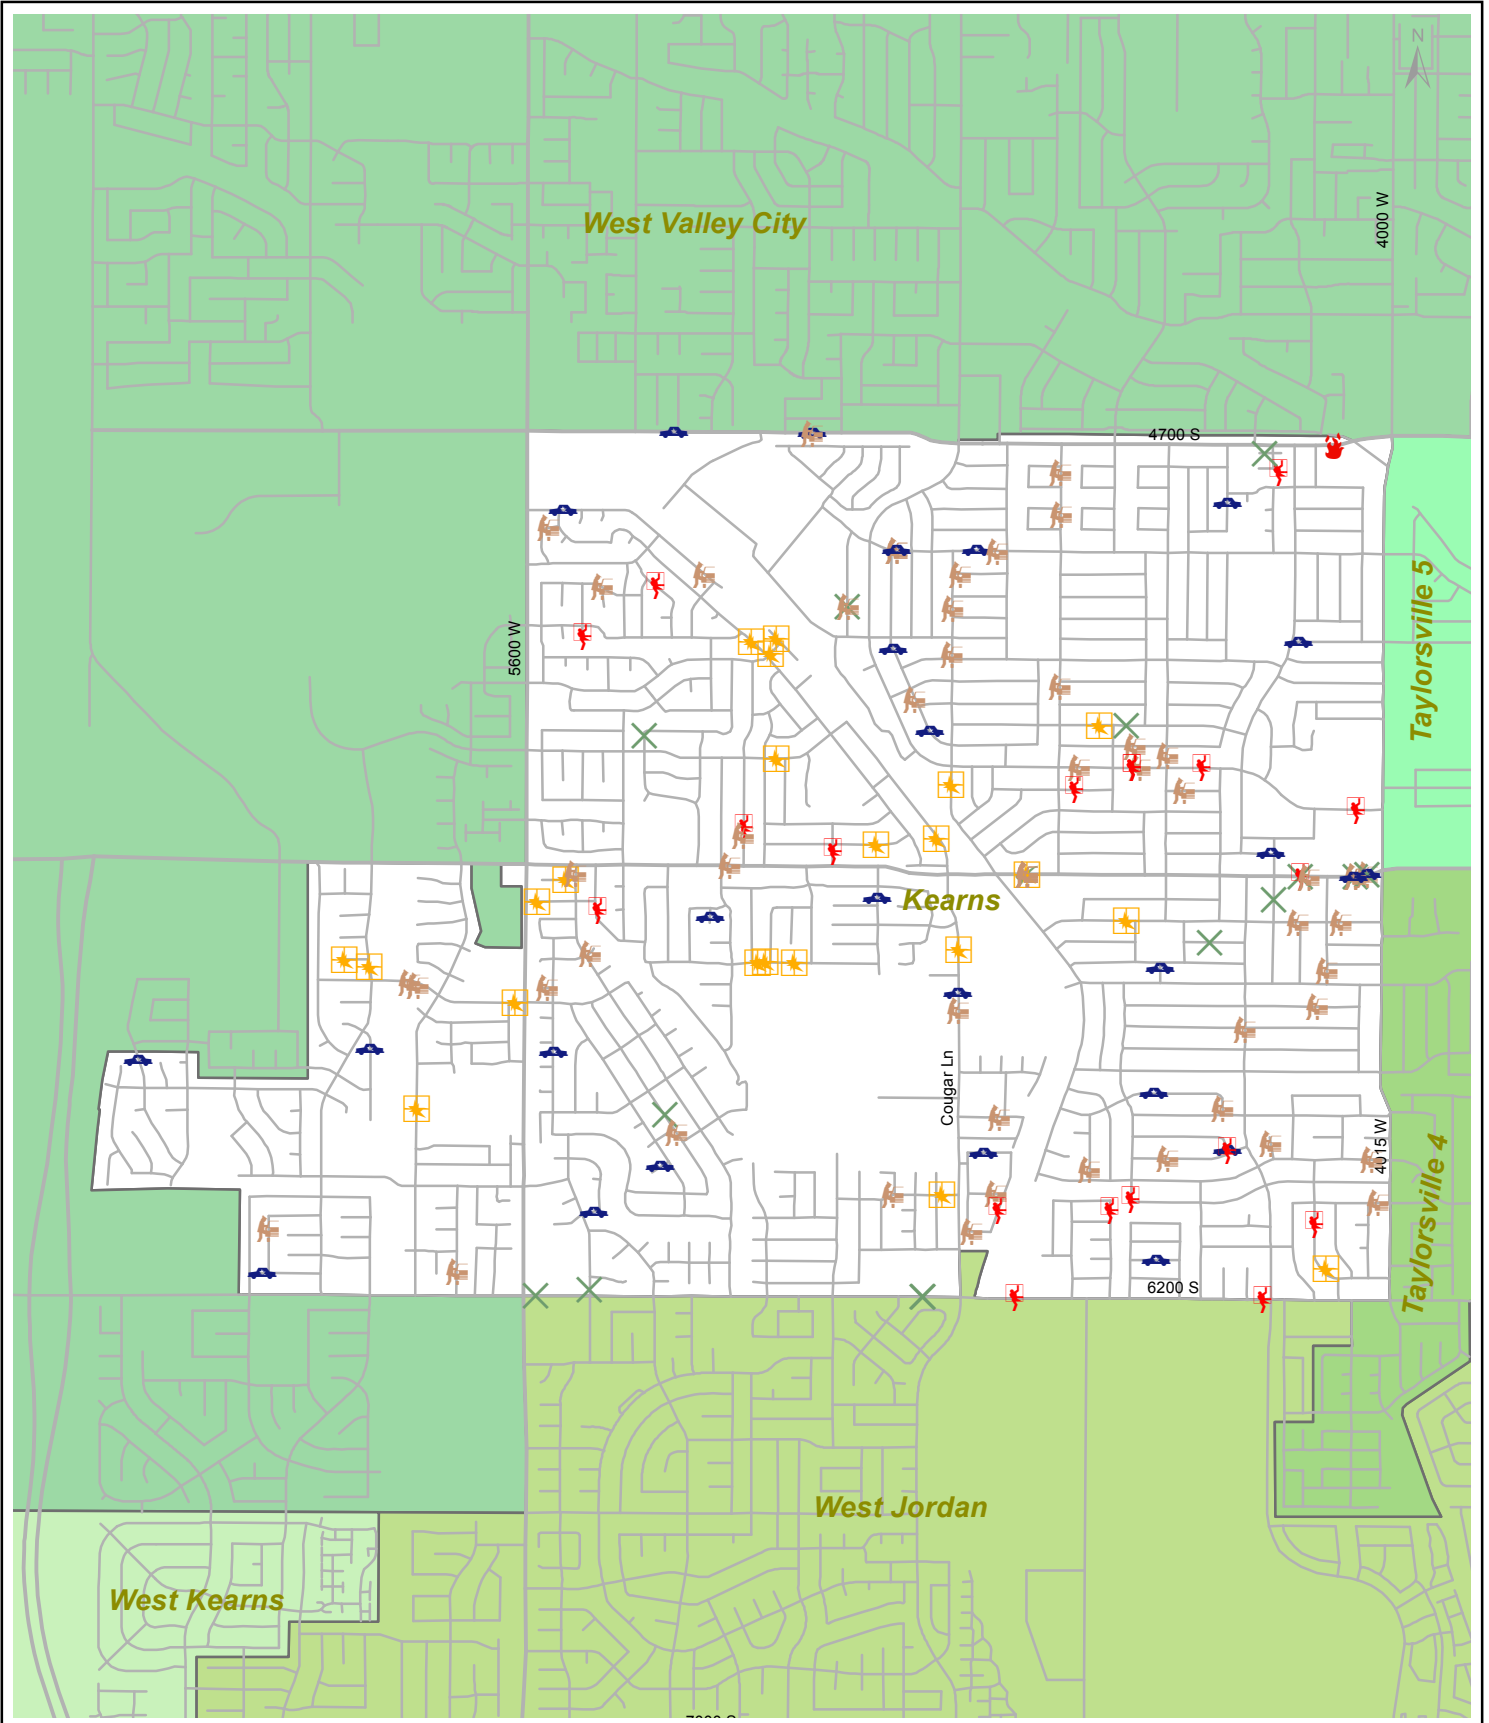 N
West Valley City
4000 W
4700 S
5600 W
Taylorsville 5
Kearns
Cougar Ln
4015 W
Taylorsville 4
6200 S
West Jordan
West Kearns